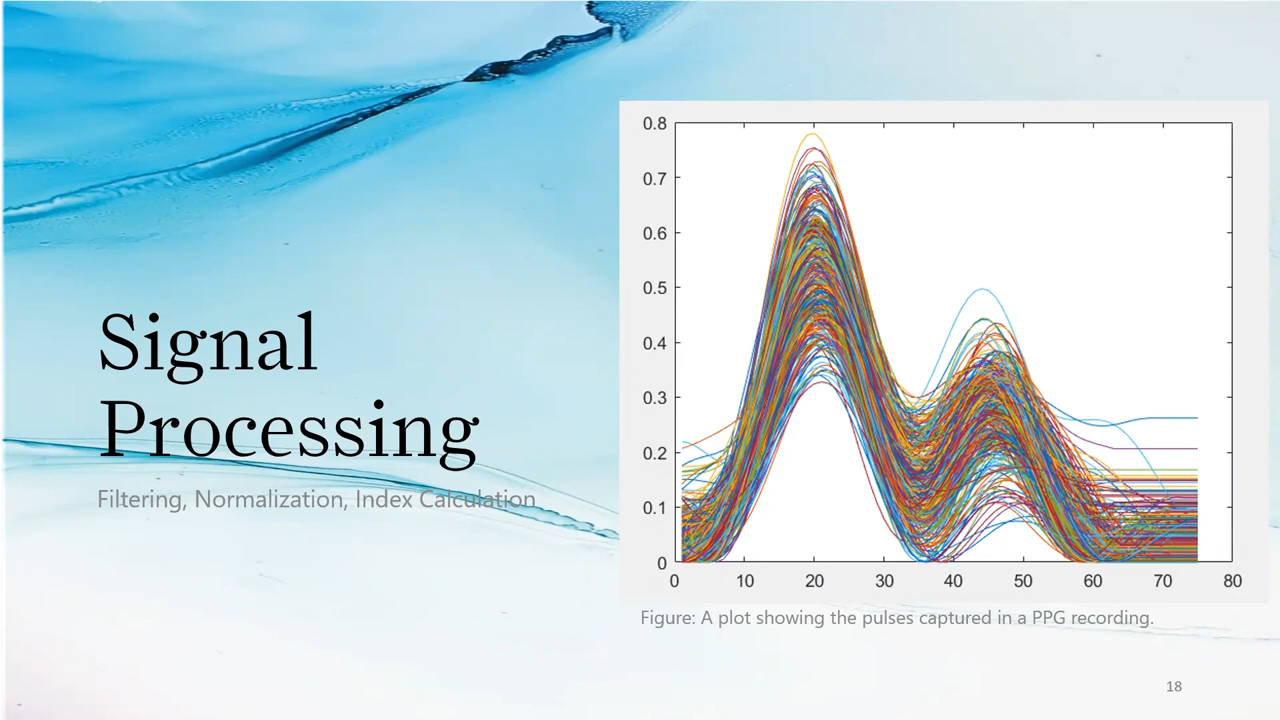 Signal
Processing
Filtering, Normalization, Index Calculation
0.8
0.7
0.6
0.5
0.4
0.3
0.2
0.1
0
0 10 20 30 40 50 60 70 80
Figure: A plot showing the pulses captured in a PPG recording.
18